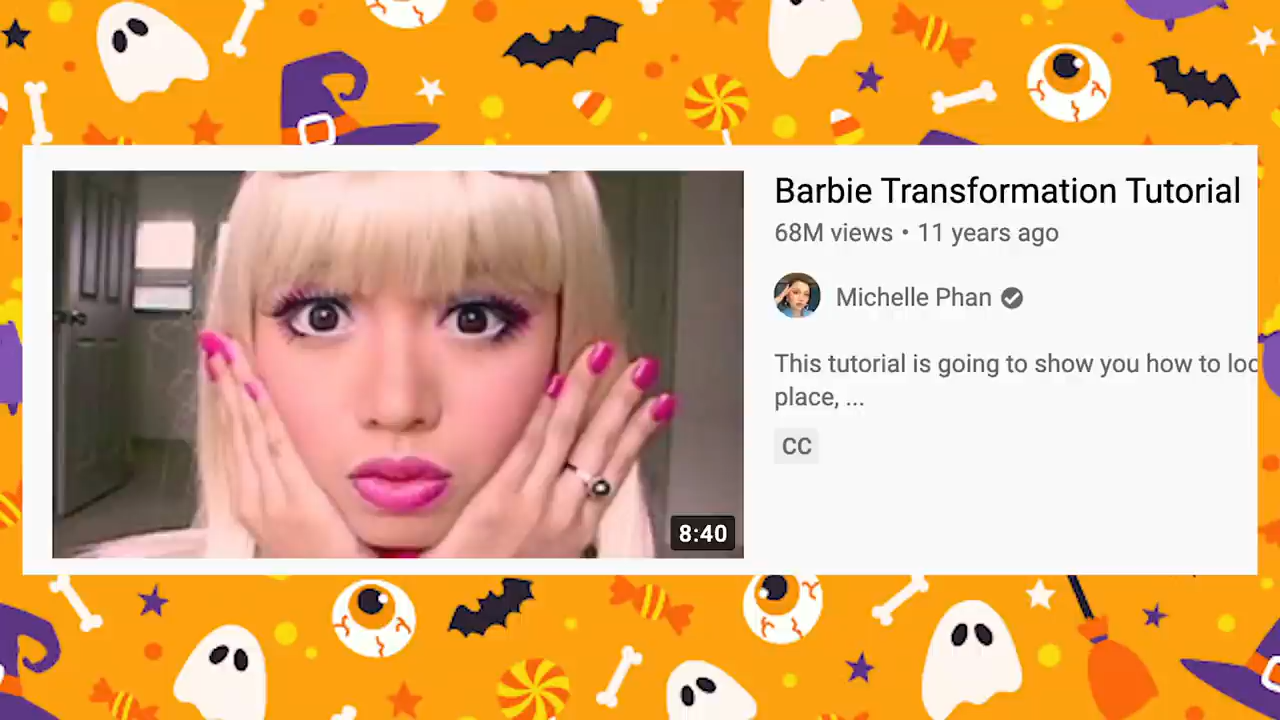 Barbie Transformation Tutorial
68M views • 11 years ago
Michelle Phan
This tutorial is going to show you how to
place, ...
CC
8:40